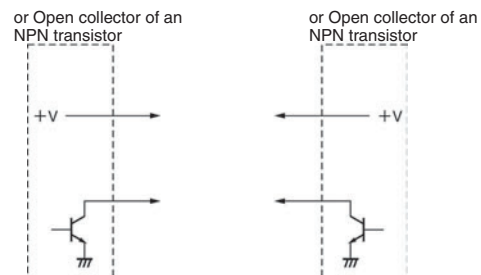 or Open collector of an
NPN transistor
or Open collector of an
NPN transistor
+V
+V